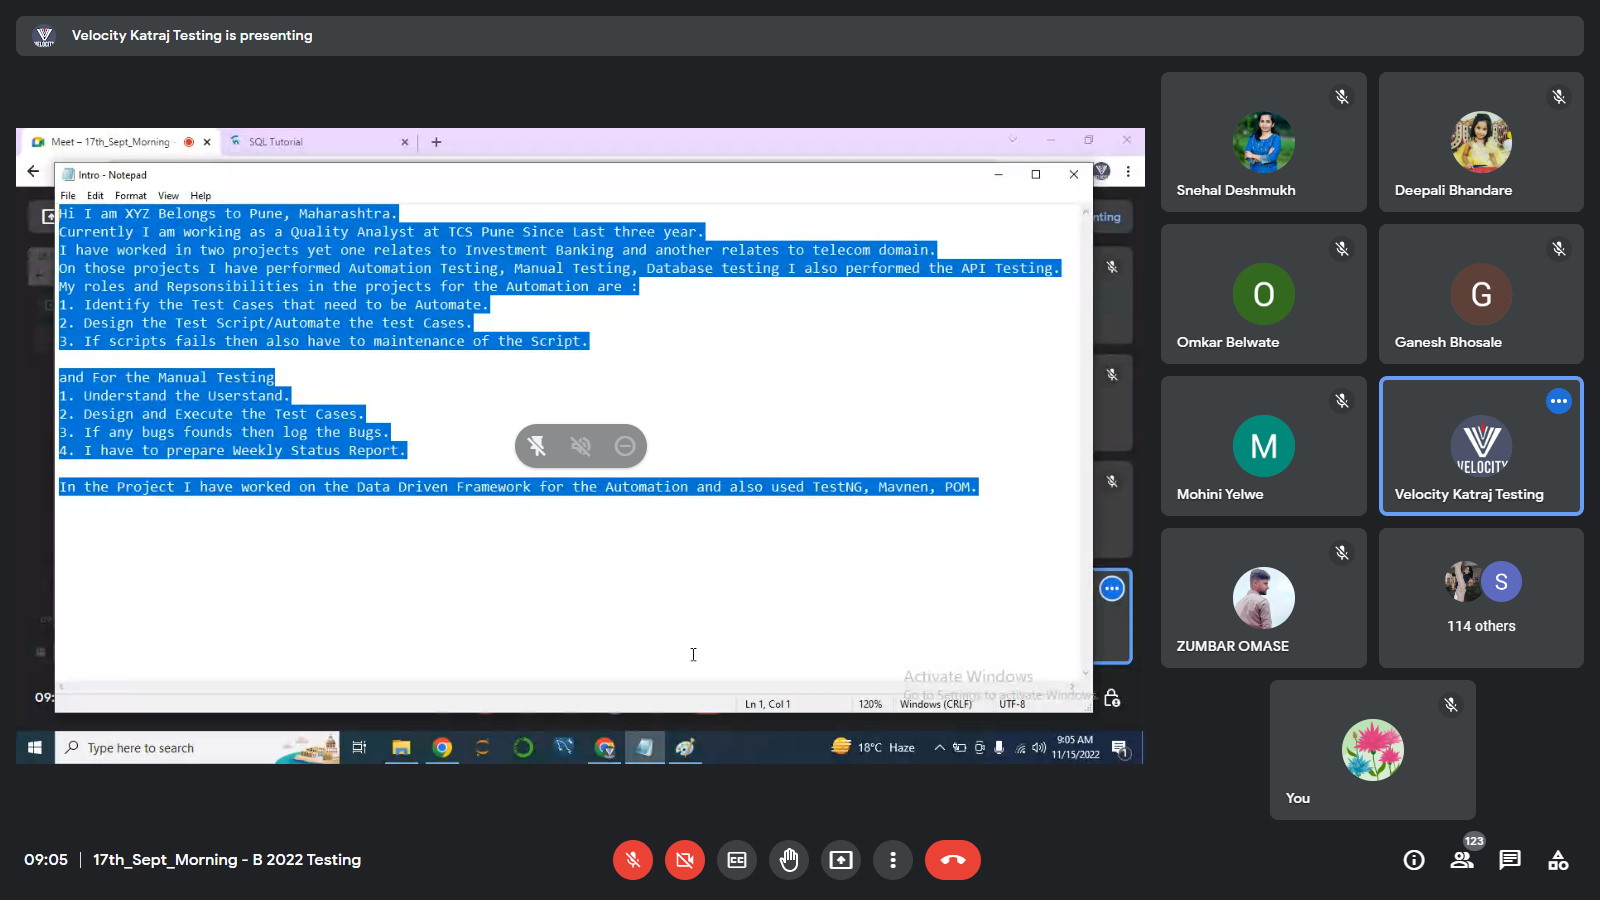 Velocity Katraj Testing is presenting
Meet – 17th_Sept_Morning -
SQL Tutorial
Intro - Notepad
File Edit Format View Help
Hi I am XYZ Belongs to Pune, Maharashtra.
Currently I am working as a Quality Analyst at TCS Pune Since Last three year.
I have worked in two projects yet one relates to Investment Banking and another relates to telecom domain.
On those projects I have performed Automation Testing, Manual Testing, Database testing I also performed the API Testing.
My roles and Repsonsibilities in the projects for the Automation are :
1. Identify the Test Cases that need to be Automate.
2. Design the Test Script/Automate the test Cases.
3. If scripts fails then also have to maintenance of the Script.
and For the Manual Testing
1. Understand the Userstand.
2. Design and Execute the Test Cases.
3. If any bugs founds then log the Bugs.
4. I have to prepare Weekly Status Report.
In the Project I have worked on the Data Driven Framework for the Automation and also used TestNG, Mavnen, POM.
nting
Activate Windows
Go to Settings to activate Windows.
09:
Ln 1, Col 1 120% Windows (CRLF) UTF-8
Type here to search
18°C Haze
9:05 AM
11/15/2022
1
Snehal Deshmukh
Deepali Bhandare
O
Omkar Belwate
G
Ganesh Bhosale
M
Mohini Yelwe
VELOCITY
Velocity Katraj Testing
ZUMBAR OMASE
S
114 others
You
09:05 | 17th_Sept_Morning - B 2022 Testing
CC
123